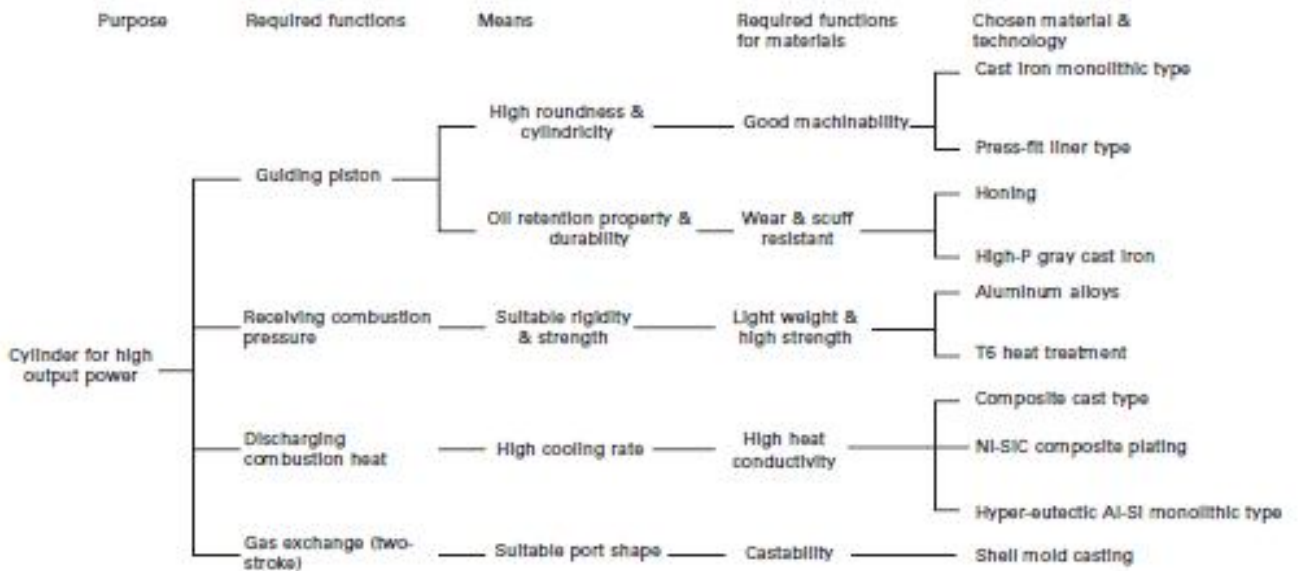 Purpose
Required functions
Means
Required functions
for materials
Chosen material &
technology
Cast iron monolithic type
High roundness &
cylindricity
Good machinability
Press-fit liner type
Guiding piston
Honing
Oil retention property &
durability
Wear & scuff
resistant
High-P gray cast iron
Aluminum alloys
Receiving combustion
pressure
Suitable rigidity
& strength
Light weight &
high strength
T6 heat treatment
Cylinder for high
output power
Composite cast type
Discharging
combustion heat
High cooling rate
High heat
conductivity
Ni-SiC composite plating
Hyper-eutectic Al-Si monolithic type
Gas exchange (two-
stroke)
Suitable port shape
Castability
Shell mold casting